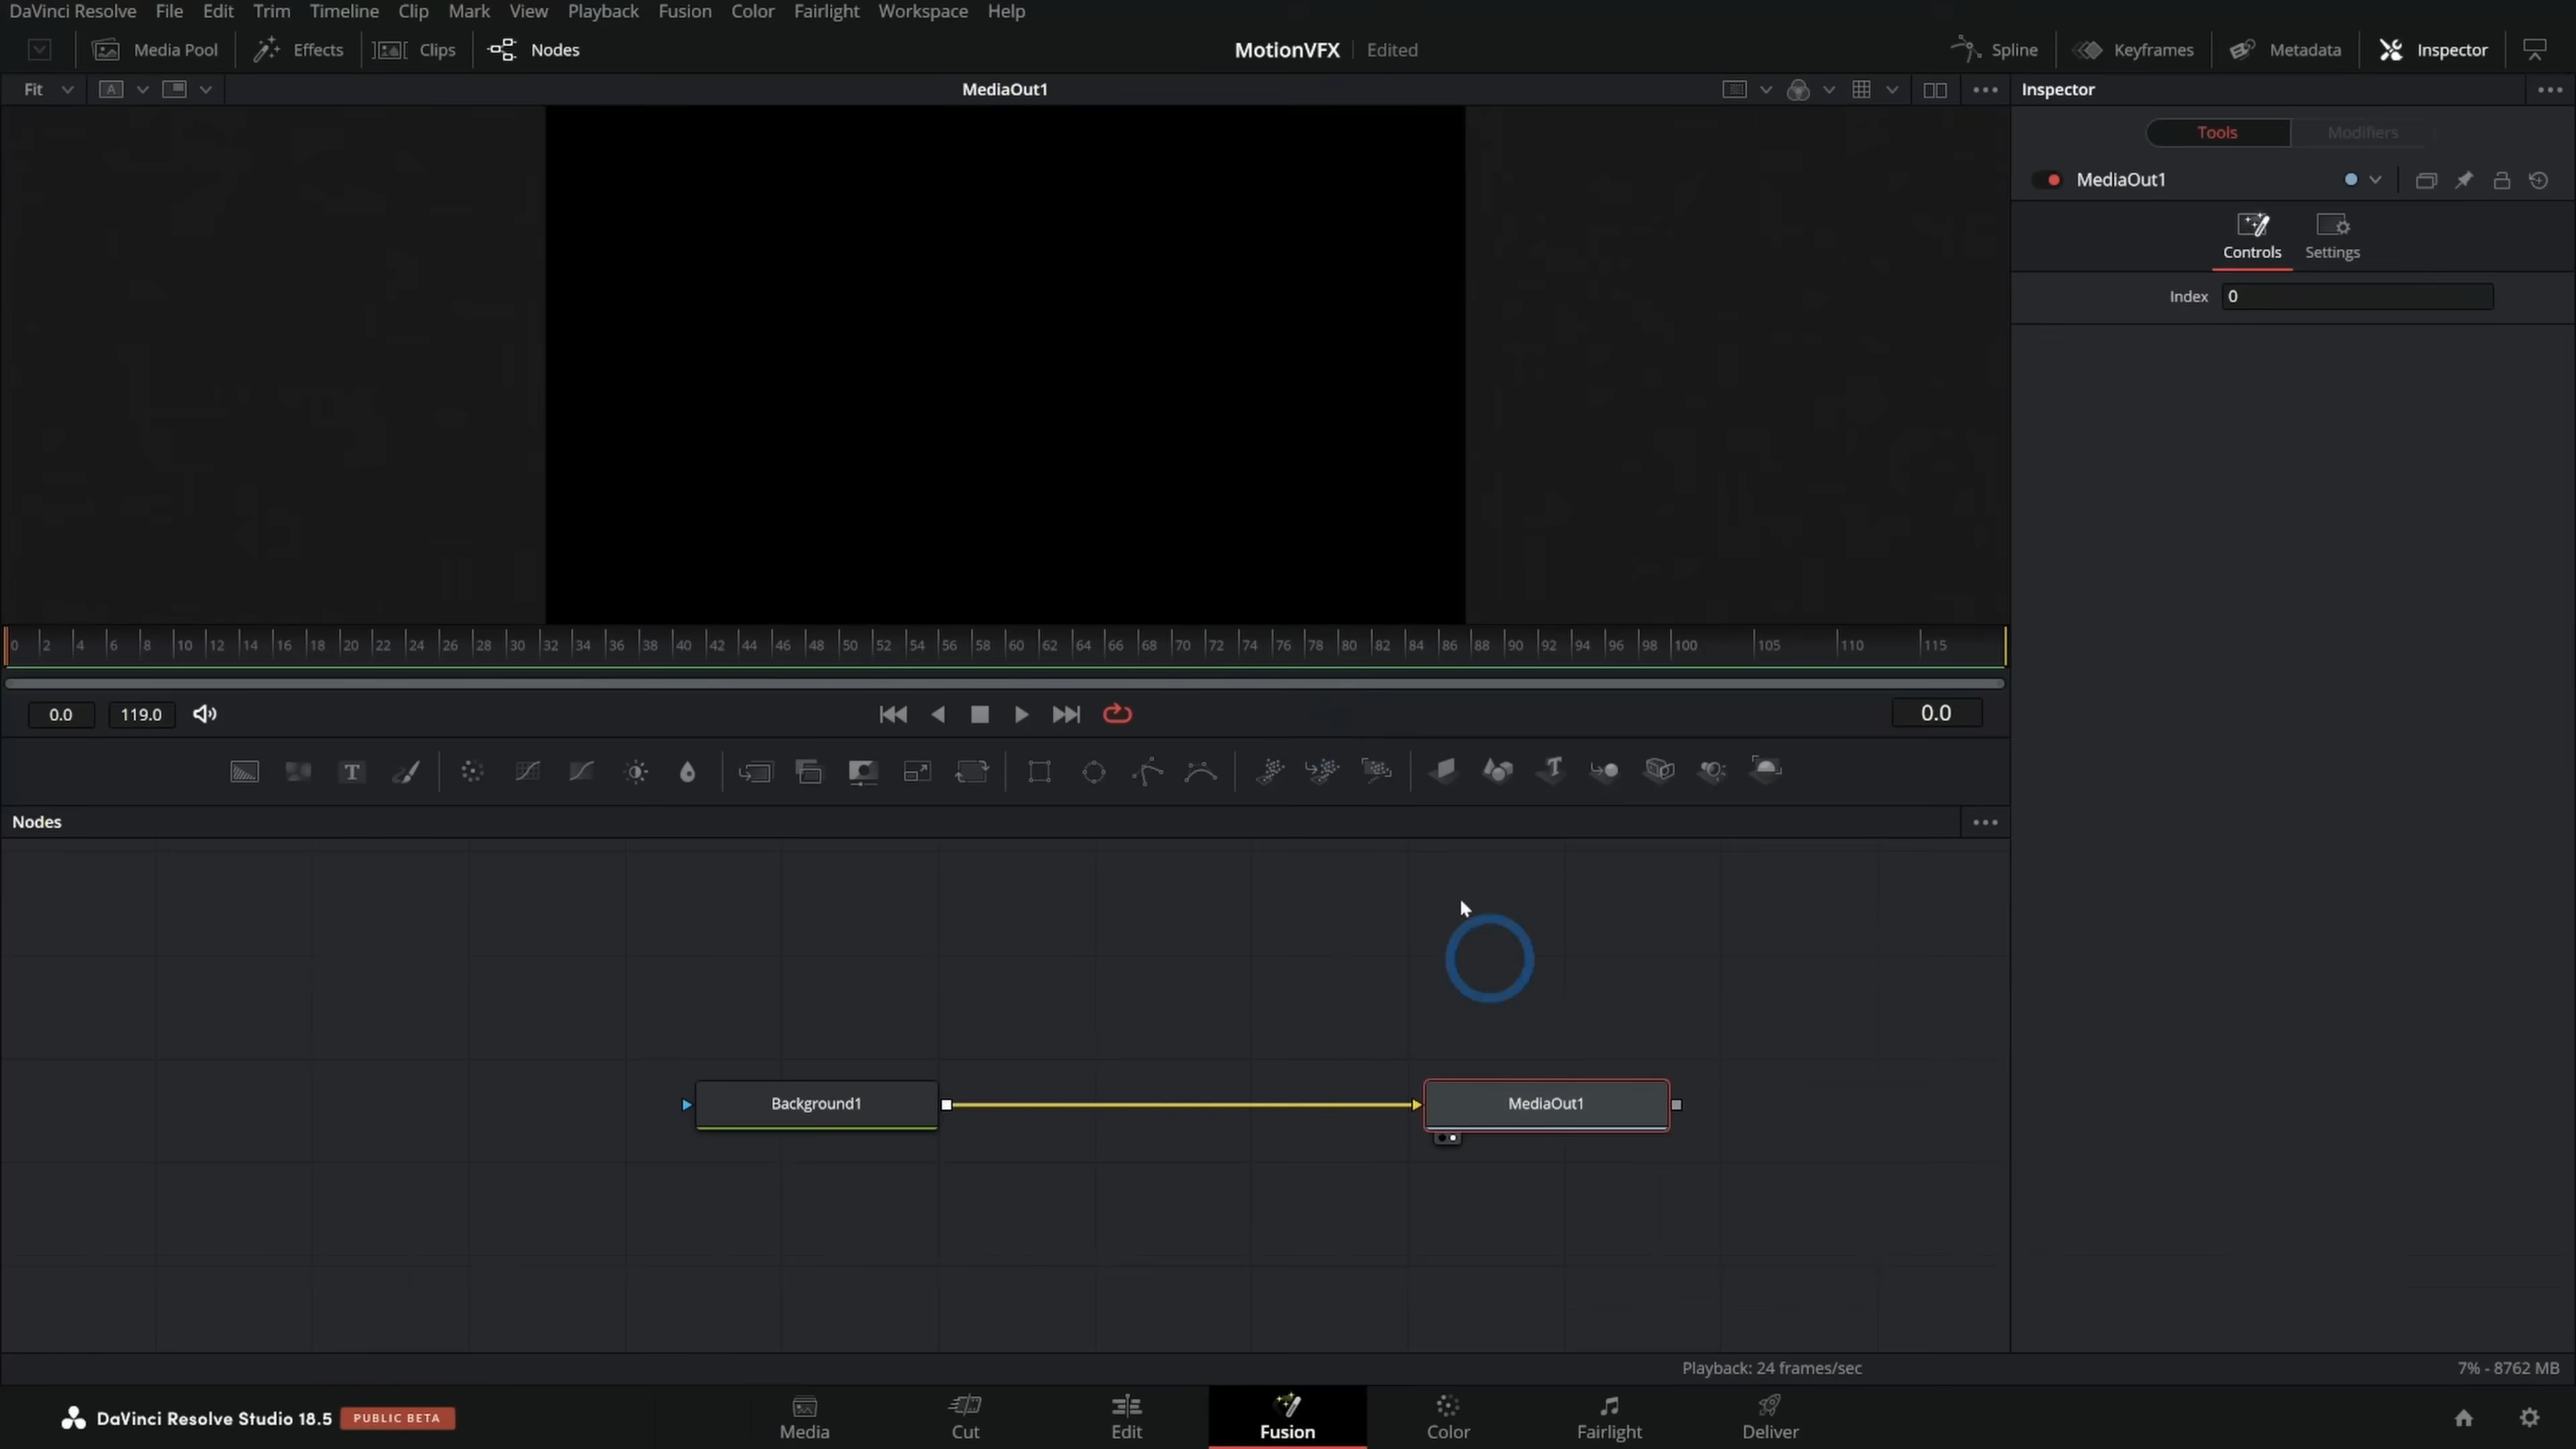 DaVinci Resolve File Edit Trim Timeline Clip Mark View Playback Fusion Color Fairlight Workspace Help
Media Pool Effects Clips Nodes MotionVFX Edited Spline Keyframes Metadata Inspector
Fit A MediaOut1 Inspector
Tools Modifiers
MediaOut1
Controls Settings
Index 0
0 2 4 6 8 10 12 14 16 18 20 22 24 26 28 30 32 34 36 38 40 42 44 46 48 50 52 54 56 58 60 62 64 66 68 70 72 74 76 78 80 82 84 86 88 90 92 94 96 98 100 105 110 115
0.0 119.0 0.0
T T
Nodes
Background1 MediaOut1
Playback: 24 frames/sec 7% - 8762 MB
DaVinci Resolve Studio 18.5 PUBLIC BETA Media Cut Edit Fusion Color Fairlight Deliver